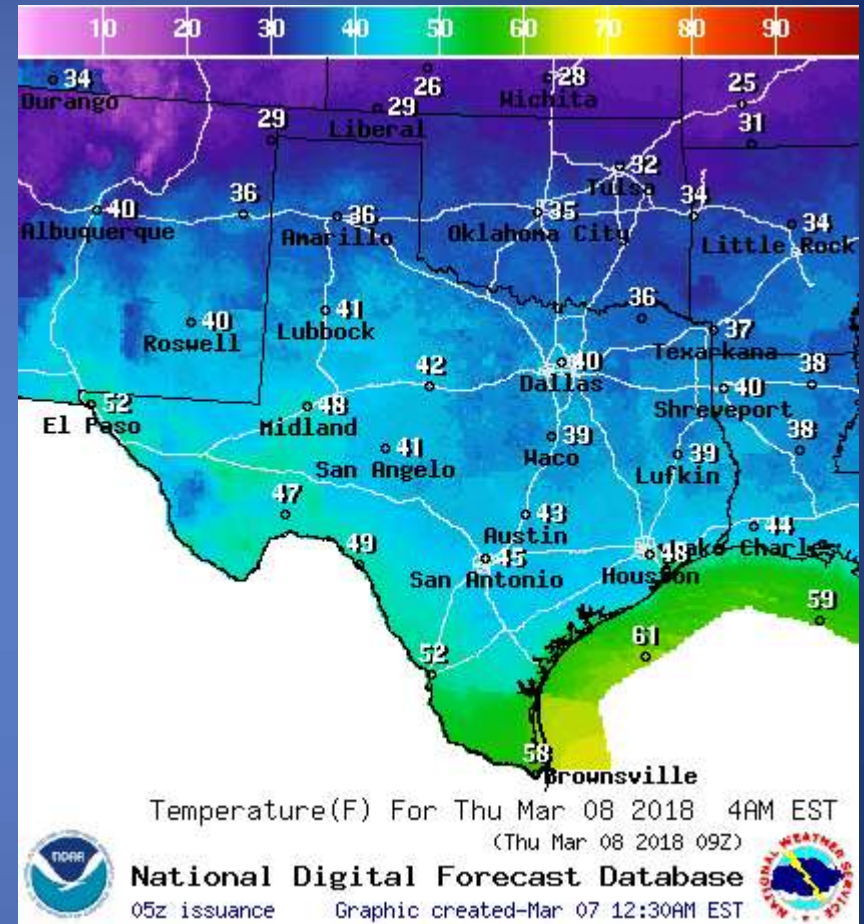 10 20 30 40 50 60 70 80 90
34 26 28 25
Durango Wichita
29 Liberal
29 31
32
Tulsa
40 36 36 35 34 34
Albuquerque Amarillo Oklahoma City Little Rock
40 41 36
Roswell Lubbock 37
Texarkana
42 40 38
Dallas 40
52 48 Shreveport
El Paso Midland
41 39 39 38
San Angelo Waco Lufkin
47 43 44
Austin Lake Charles
49 45 48
San Antonio Houston
59
52 61
58
Brownsville
Temperature(F) For Thu Mar 08 2018 4AM EST
(Thu Mar 08 2018 09Z)
NOAA
NATIONAL WEATHER SERVICE
National Digital Forecast Database
05z issuance Graphic created-Mar 07 12:30AM EST